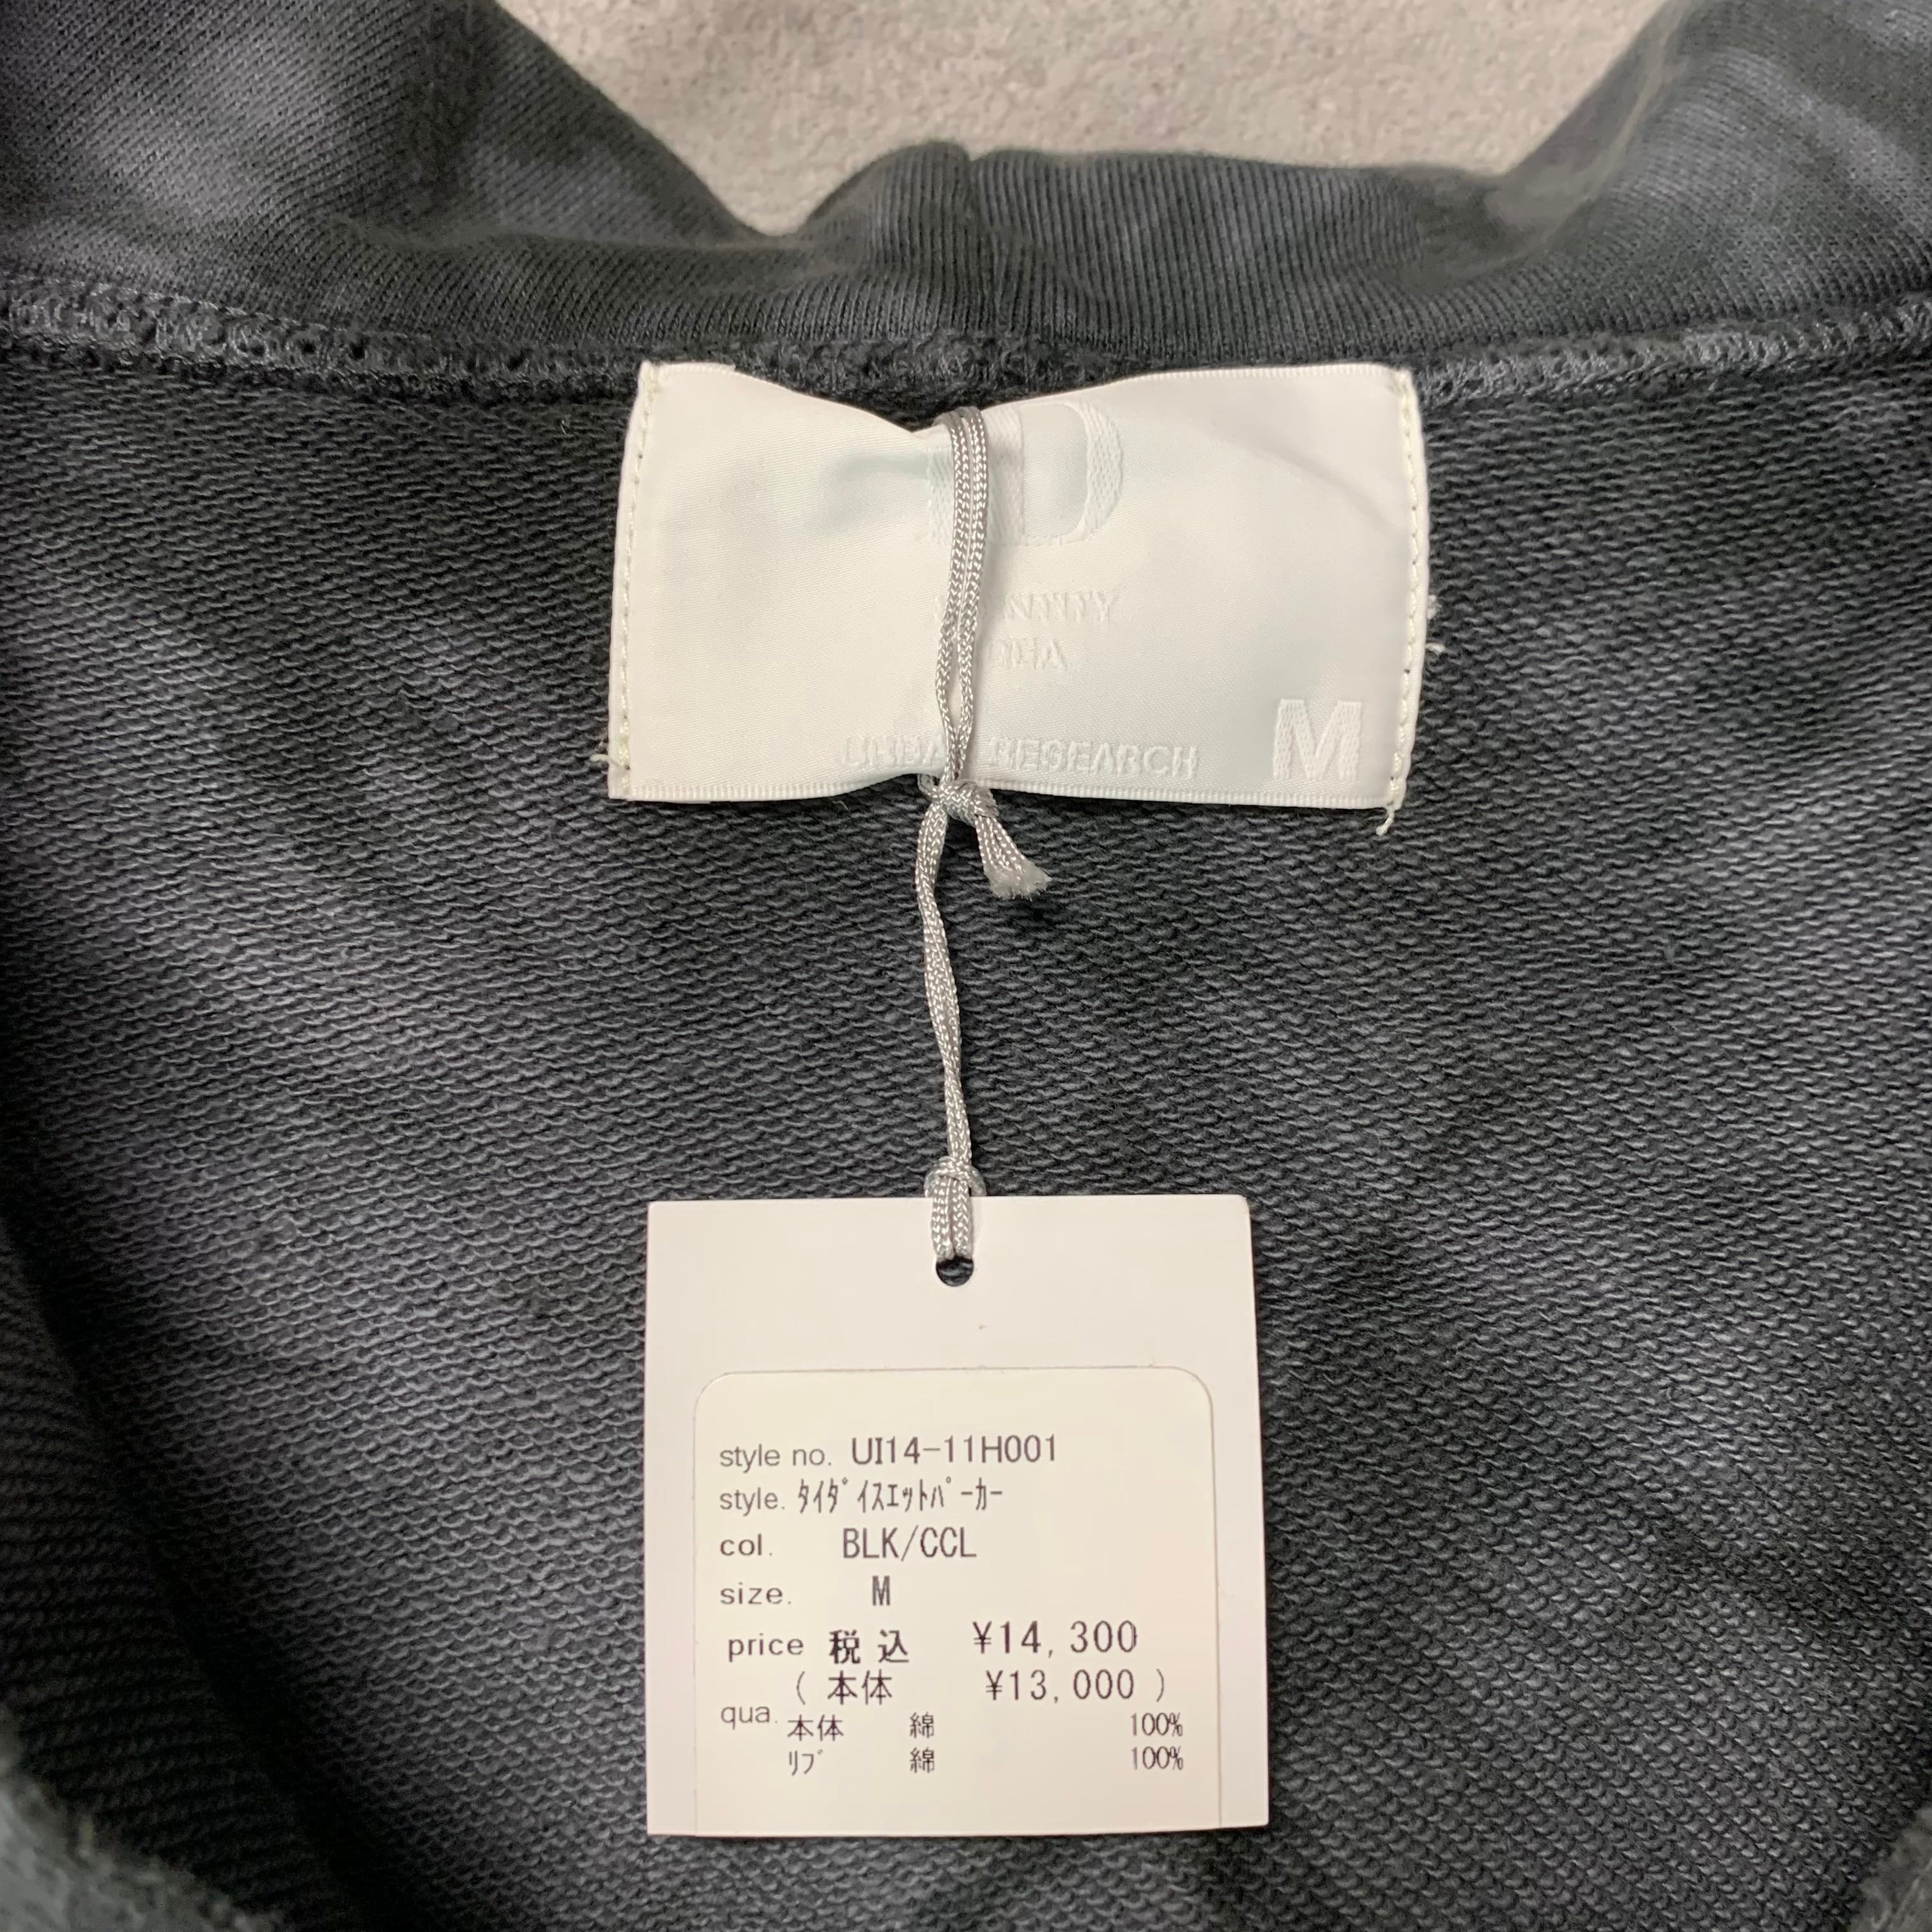 RESEARCH
M
style no. UI14-11H001
style. ﾀｲﾀﾞｲｽｴｯﾄﾊﾟｰｶｰ
col. BLK/CCL
size. M
price 税込 ¥14,300
( 本体 ¥13,000 )
qua. 本体 綿 100%
ﾘﾌﾞ 綿 100%